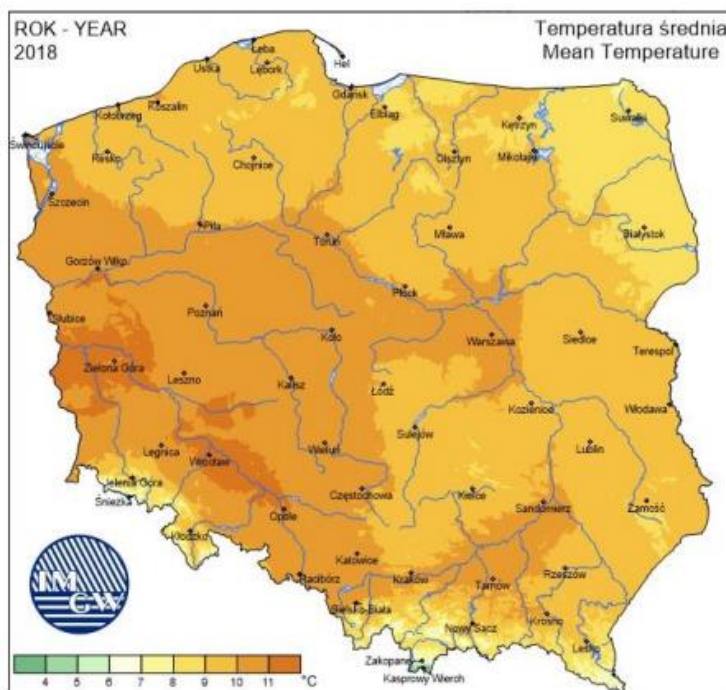 ROK - YEAR
2018
Temperatura średnia
Mean Temperature
Łeba
Hel
Ustka
Lębork
Gdańsk
Koszalin
Kołobrzeg
Elbląg
Kętrzyn
Suwałki
Świnoujście
Resko
Chojnice
Olsztyn
Mikołajki
Szczecin
Piła
Toruń
Mława
Białystok
Gorzów Wlkp.
Płock
Słubice
Poznań
Koło
Warszawa
Siedlce
Terespol
Zielona Góra
Leszno
Kalisz
Łódź
Kozienice
Włodawa
Sulejów
Legnica
Wrocław
Wieluń
Lublin
Jelenia Góra
Śnieżka
Częstochowa
Kielce
Sandomierz
Zamość
Opole
Kłodzko
Katowice
Racibórz
Kraków
Tarnów
Rzeszów
Bielsko-Biała
Nowy Sącz
Krosno
Lesko
Zakopane
Kasprowy Wierch
IM
GW
4 5 6 7 8 9 10 11 °C